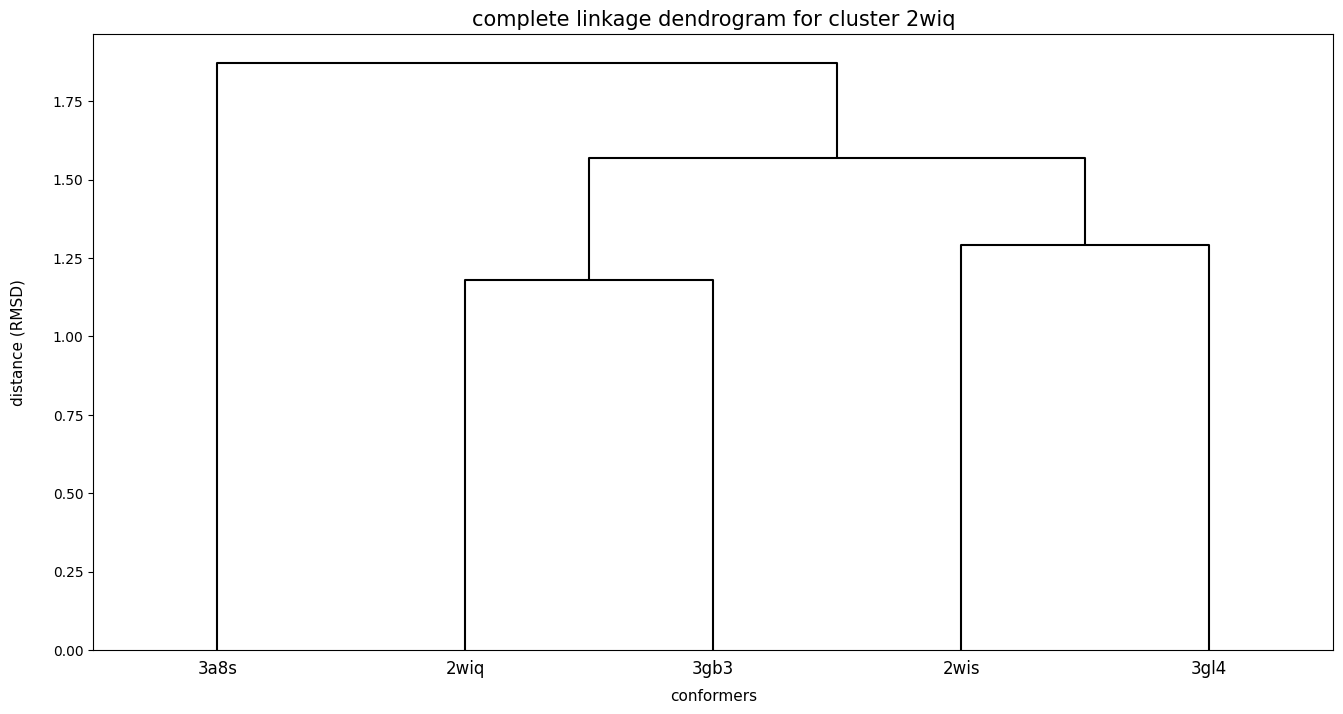 complete linkage dendrogram for cluster 2wiq
distance (RMSD)
1.75
1.50
1.25
1.00
0.75
0.50
0.25
0.00
3a8s 2wiq 3gb3 2wis 3gl4
conformers